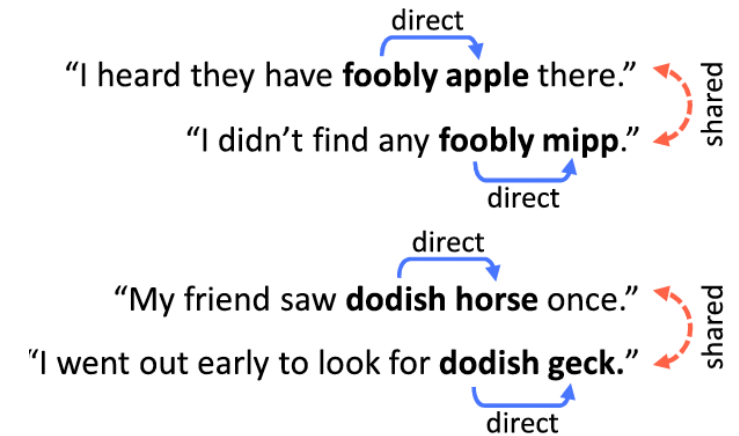 direct
“I heard they have foobly apple there.”
shared
“I didn’t find any foobly mipp.”
direct
direct
“My friend saw dodish horse once.”
shared
“I went out early to look for dodish geck.”
direct